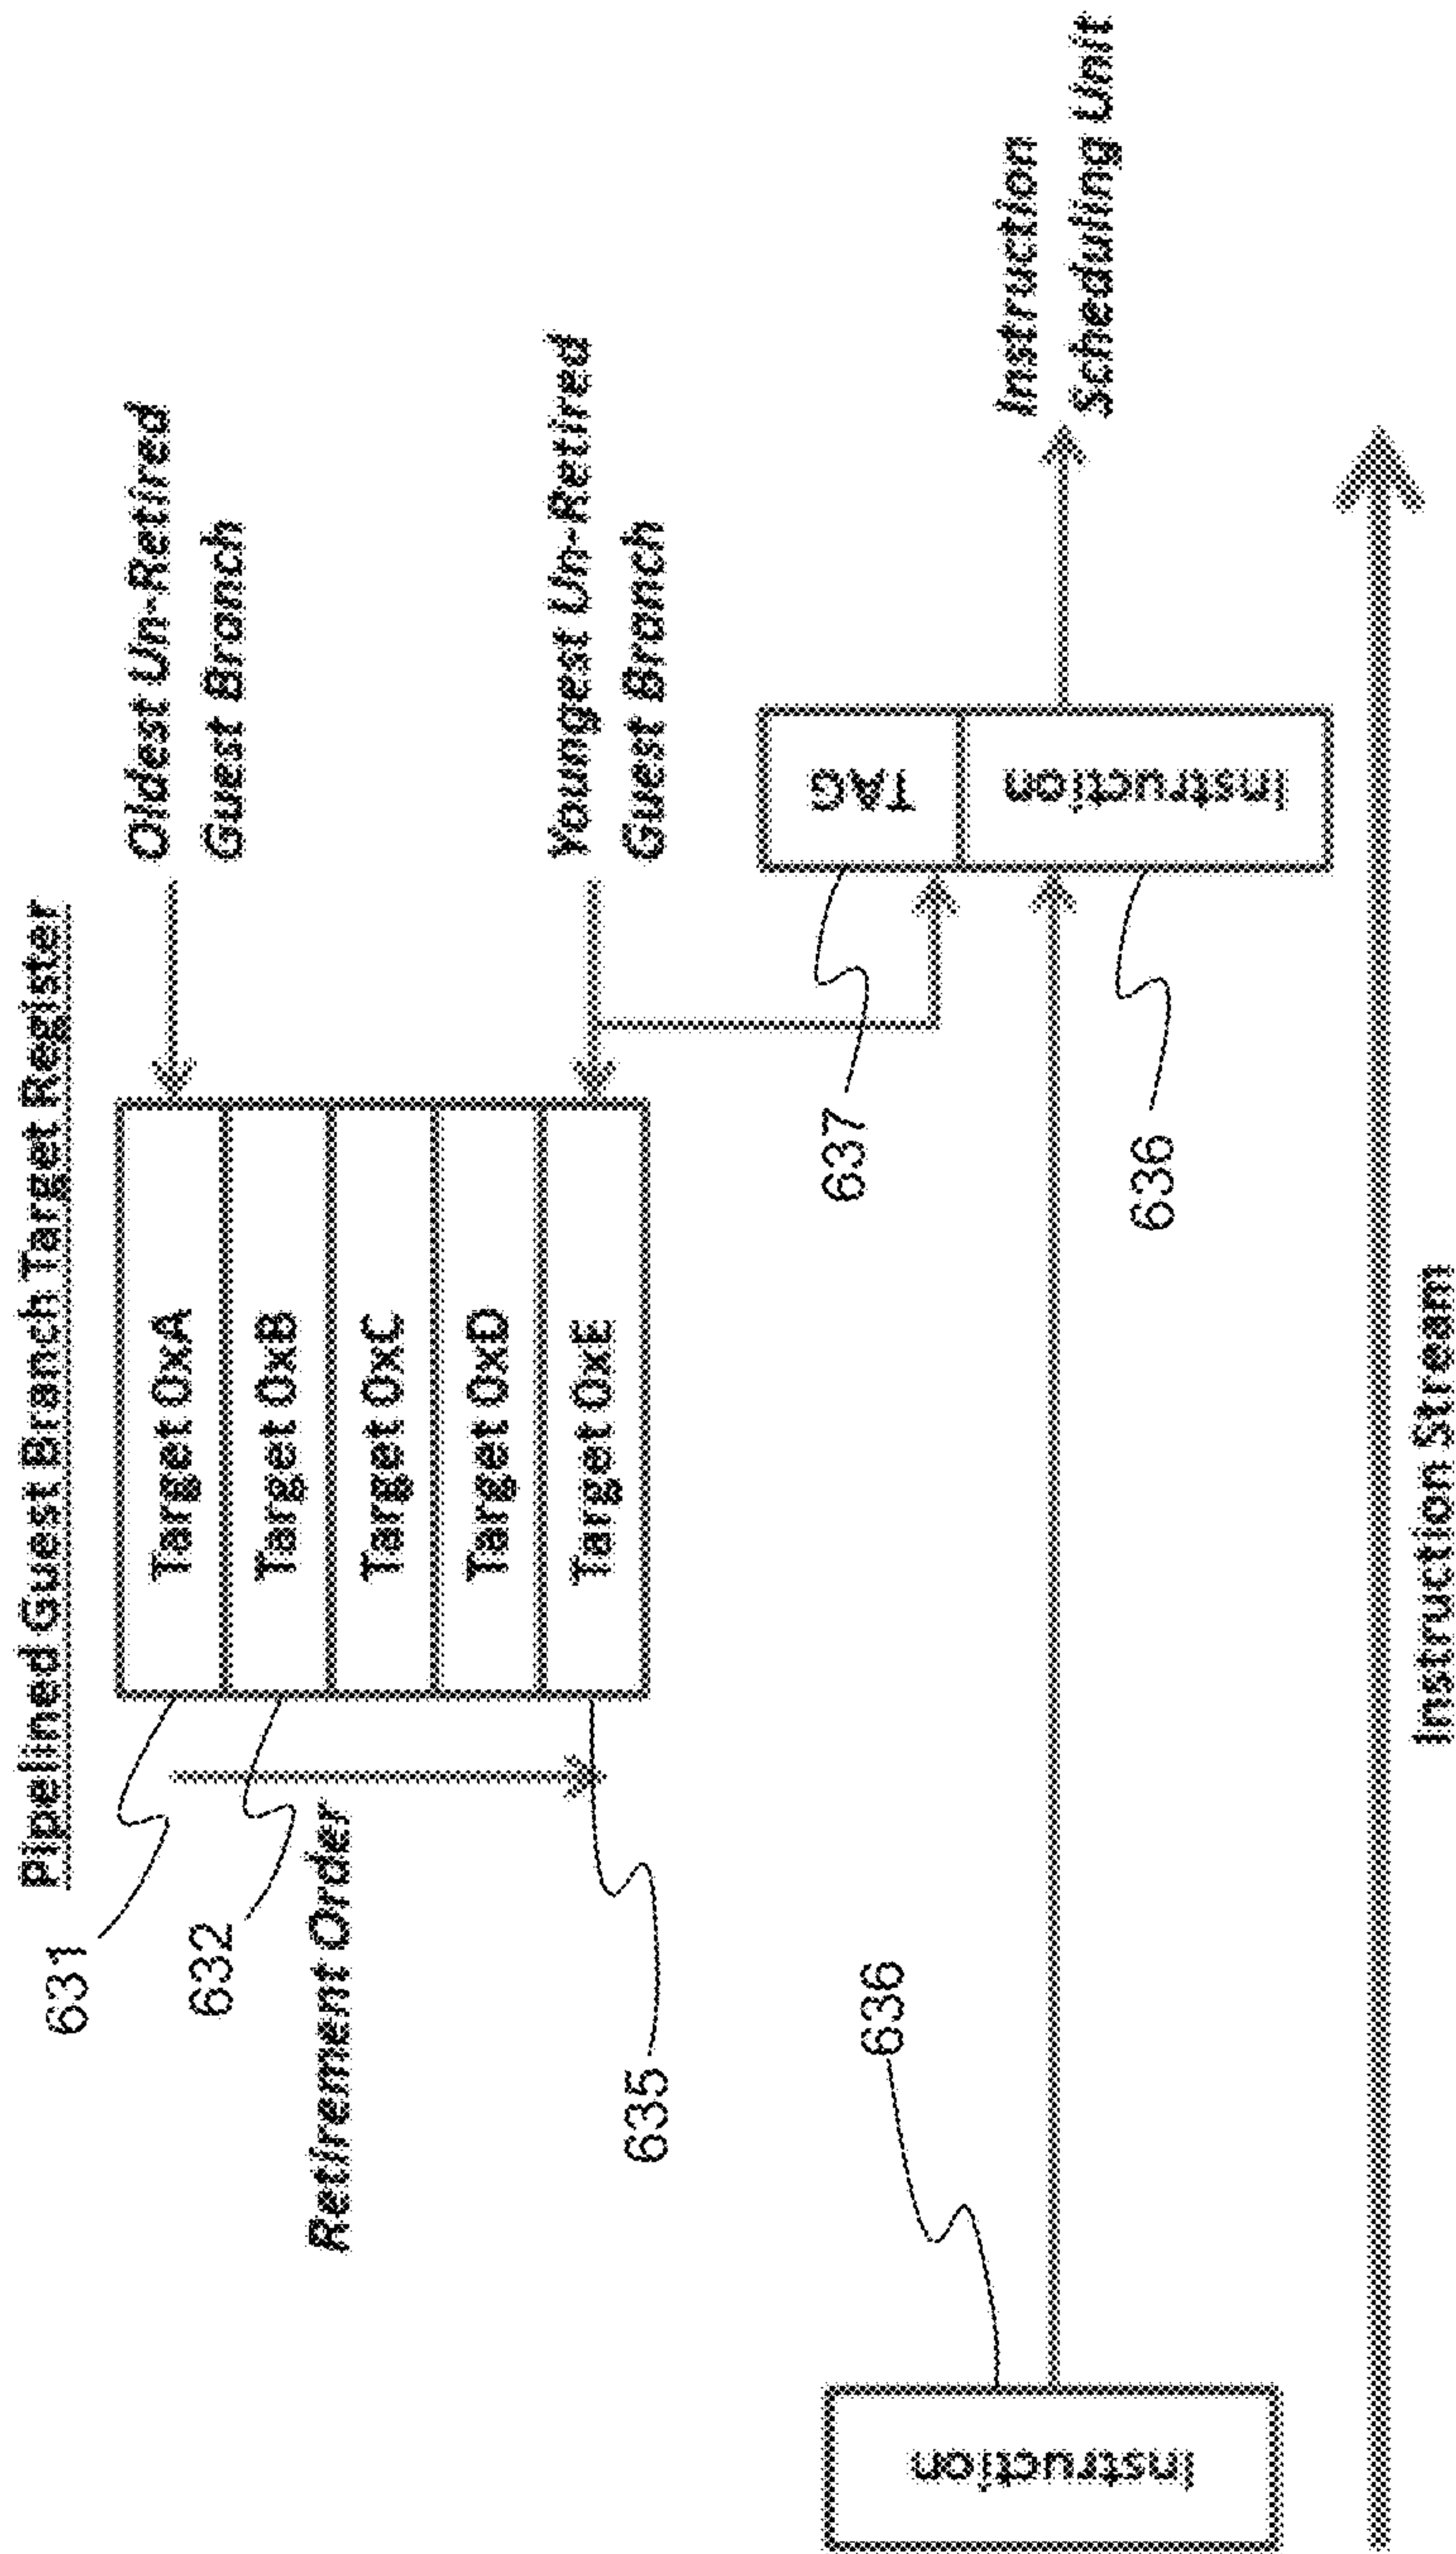 Pipelined Guest Branch Target Register
631
632
635
Retirement Order
Target 0xA
Target 0xB
Target 0xC
Target 0xD
Target 0xE
Oldest Un-Retired
Guest Branch
Youngest Un-Retired
Guest Branch
636
Instruction
637
636
TAG
Instruction
Instruction
Scheduling Unit
Instruction Stream